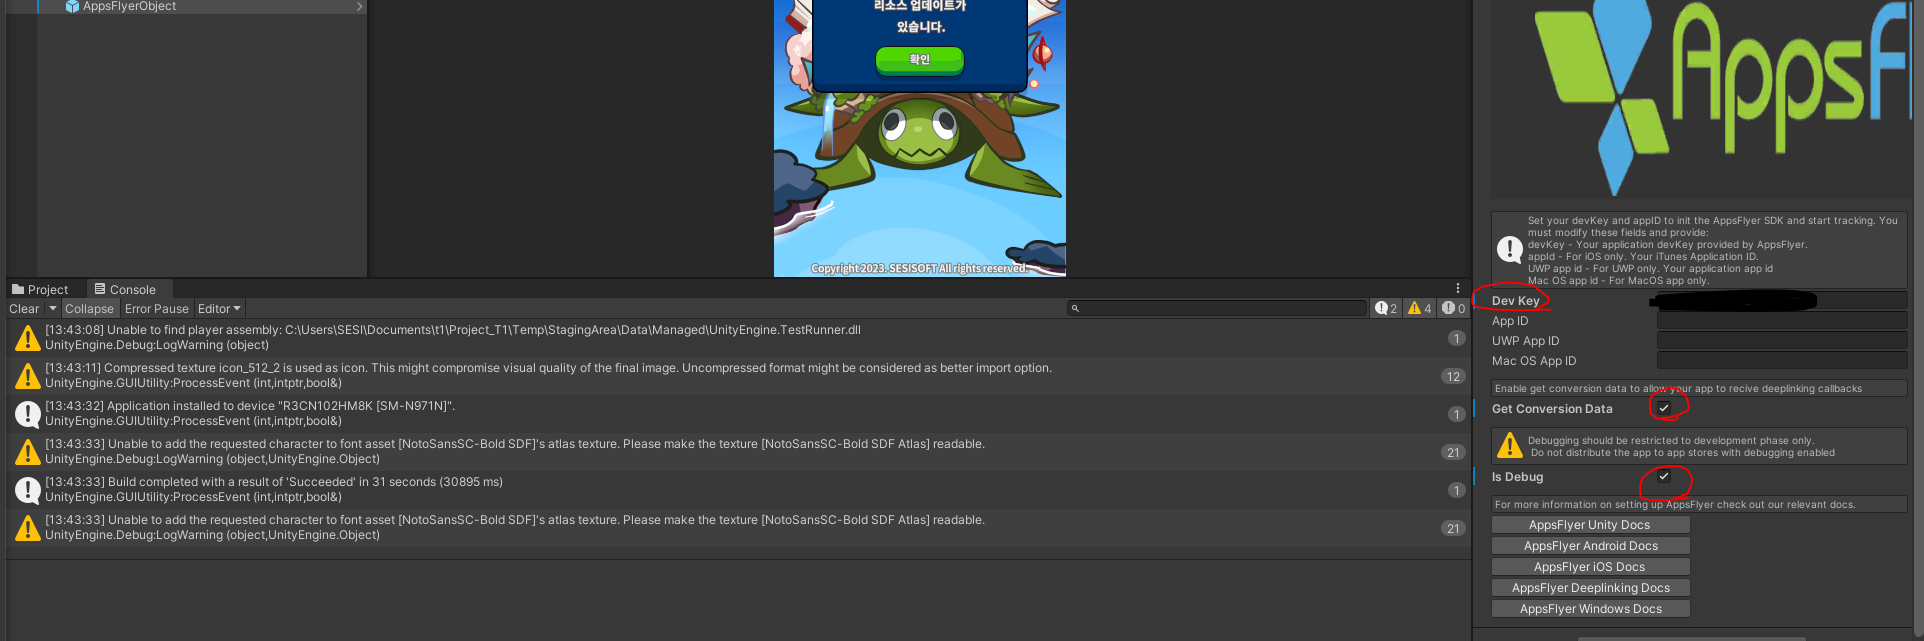 AppsFlyerObject
리소스 업데이트가
있습니다.
확인
Copyright 2023. SESISOFT All rights reserved.
AppsF
Set your devKey and appID to init the AppsFlyer SDK and start tracking. You
must modify these fields and provide:
devKey - Your application devKey provided by AppsFlyer.
appId - For iOS only. Your iTunes Application ID.
UWP app id - For UWP only. Your application app id
Mac OS app id - For MacOS app only.
Dev Key
App ID
UWP App ID
Mac OS App ID
Enable get conversion data to allow your app to recive deeplinking callbacks
Get Conversion Data
Debugging should be restricted to development phase only.
Do not distribute the app to app stores with debugging enabled
Is Debug
For more information on setting up AppsFlyer check out our relevant docs.
AppsFlyer Unity Docs
AppsFlyer Android Docs
AppsFlyer iOS Docs
AppsFlyer Deeplinking Docs
AppsFlyer Windows Docs
Project Console
Clear Collapse Error Pause Editor 2 4 0
[13:43:08] Unable to find player assembly: C:\Users\SESI\Documents\t1\Project_T1\Temp\StagingArea\Data\Managed\UnityEngine.TestRunner.dll
UnityEngine.Debug:LogWarning (object)
1
[13:43:11] Compressed texture icon_512_2 is used as icon. This might compromise visual quality of the final image. Uncompressed format might be considered as better import option.
UnityEngine.GUIUtility:ProcessEvent (int,intptr,bool&)
12
[13:43:32] Application installed to device "R3CN102HM8K [SM-N971N]".
UnityEngine.GUIUtility:ProcessEvent (int,intptr,bool&)
1
[13:43:33] Unable to add the requested character to font asset [NotoSansSC-Bold SDF]'s atlas texture. Please make the texture [NotoSansSC-Bold SDF Atlas] readable.
UnityEngine.Debug:LogWarning (object,UnityEngine.Object)
21
[13:43:33] Build completed with a result of 'Succeeded' in 31 seconds (30895 ms)
UnityEngine.GUIUtility:ProcessEvent (int,intptr,bool&)
1
[13:43:33] Unable to add the requested character to font asset [NotoSansSC-Bold SDF]'s atlas texture. Please make the texture [NotoSansSC-Bold SDF Atlas] readable.
UnityEngine.Debug:LogWarning (object,UnityEngine.Object)
21